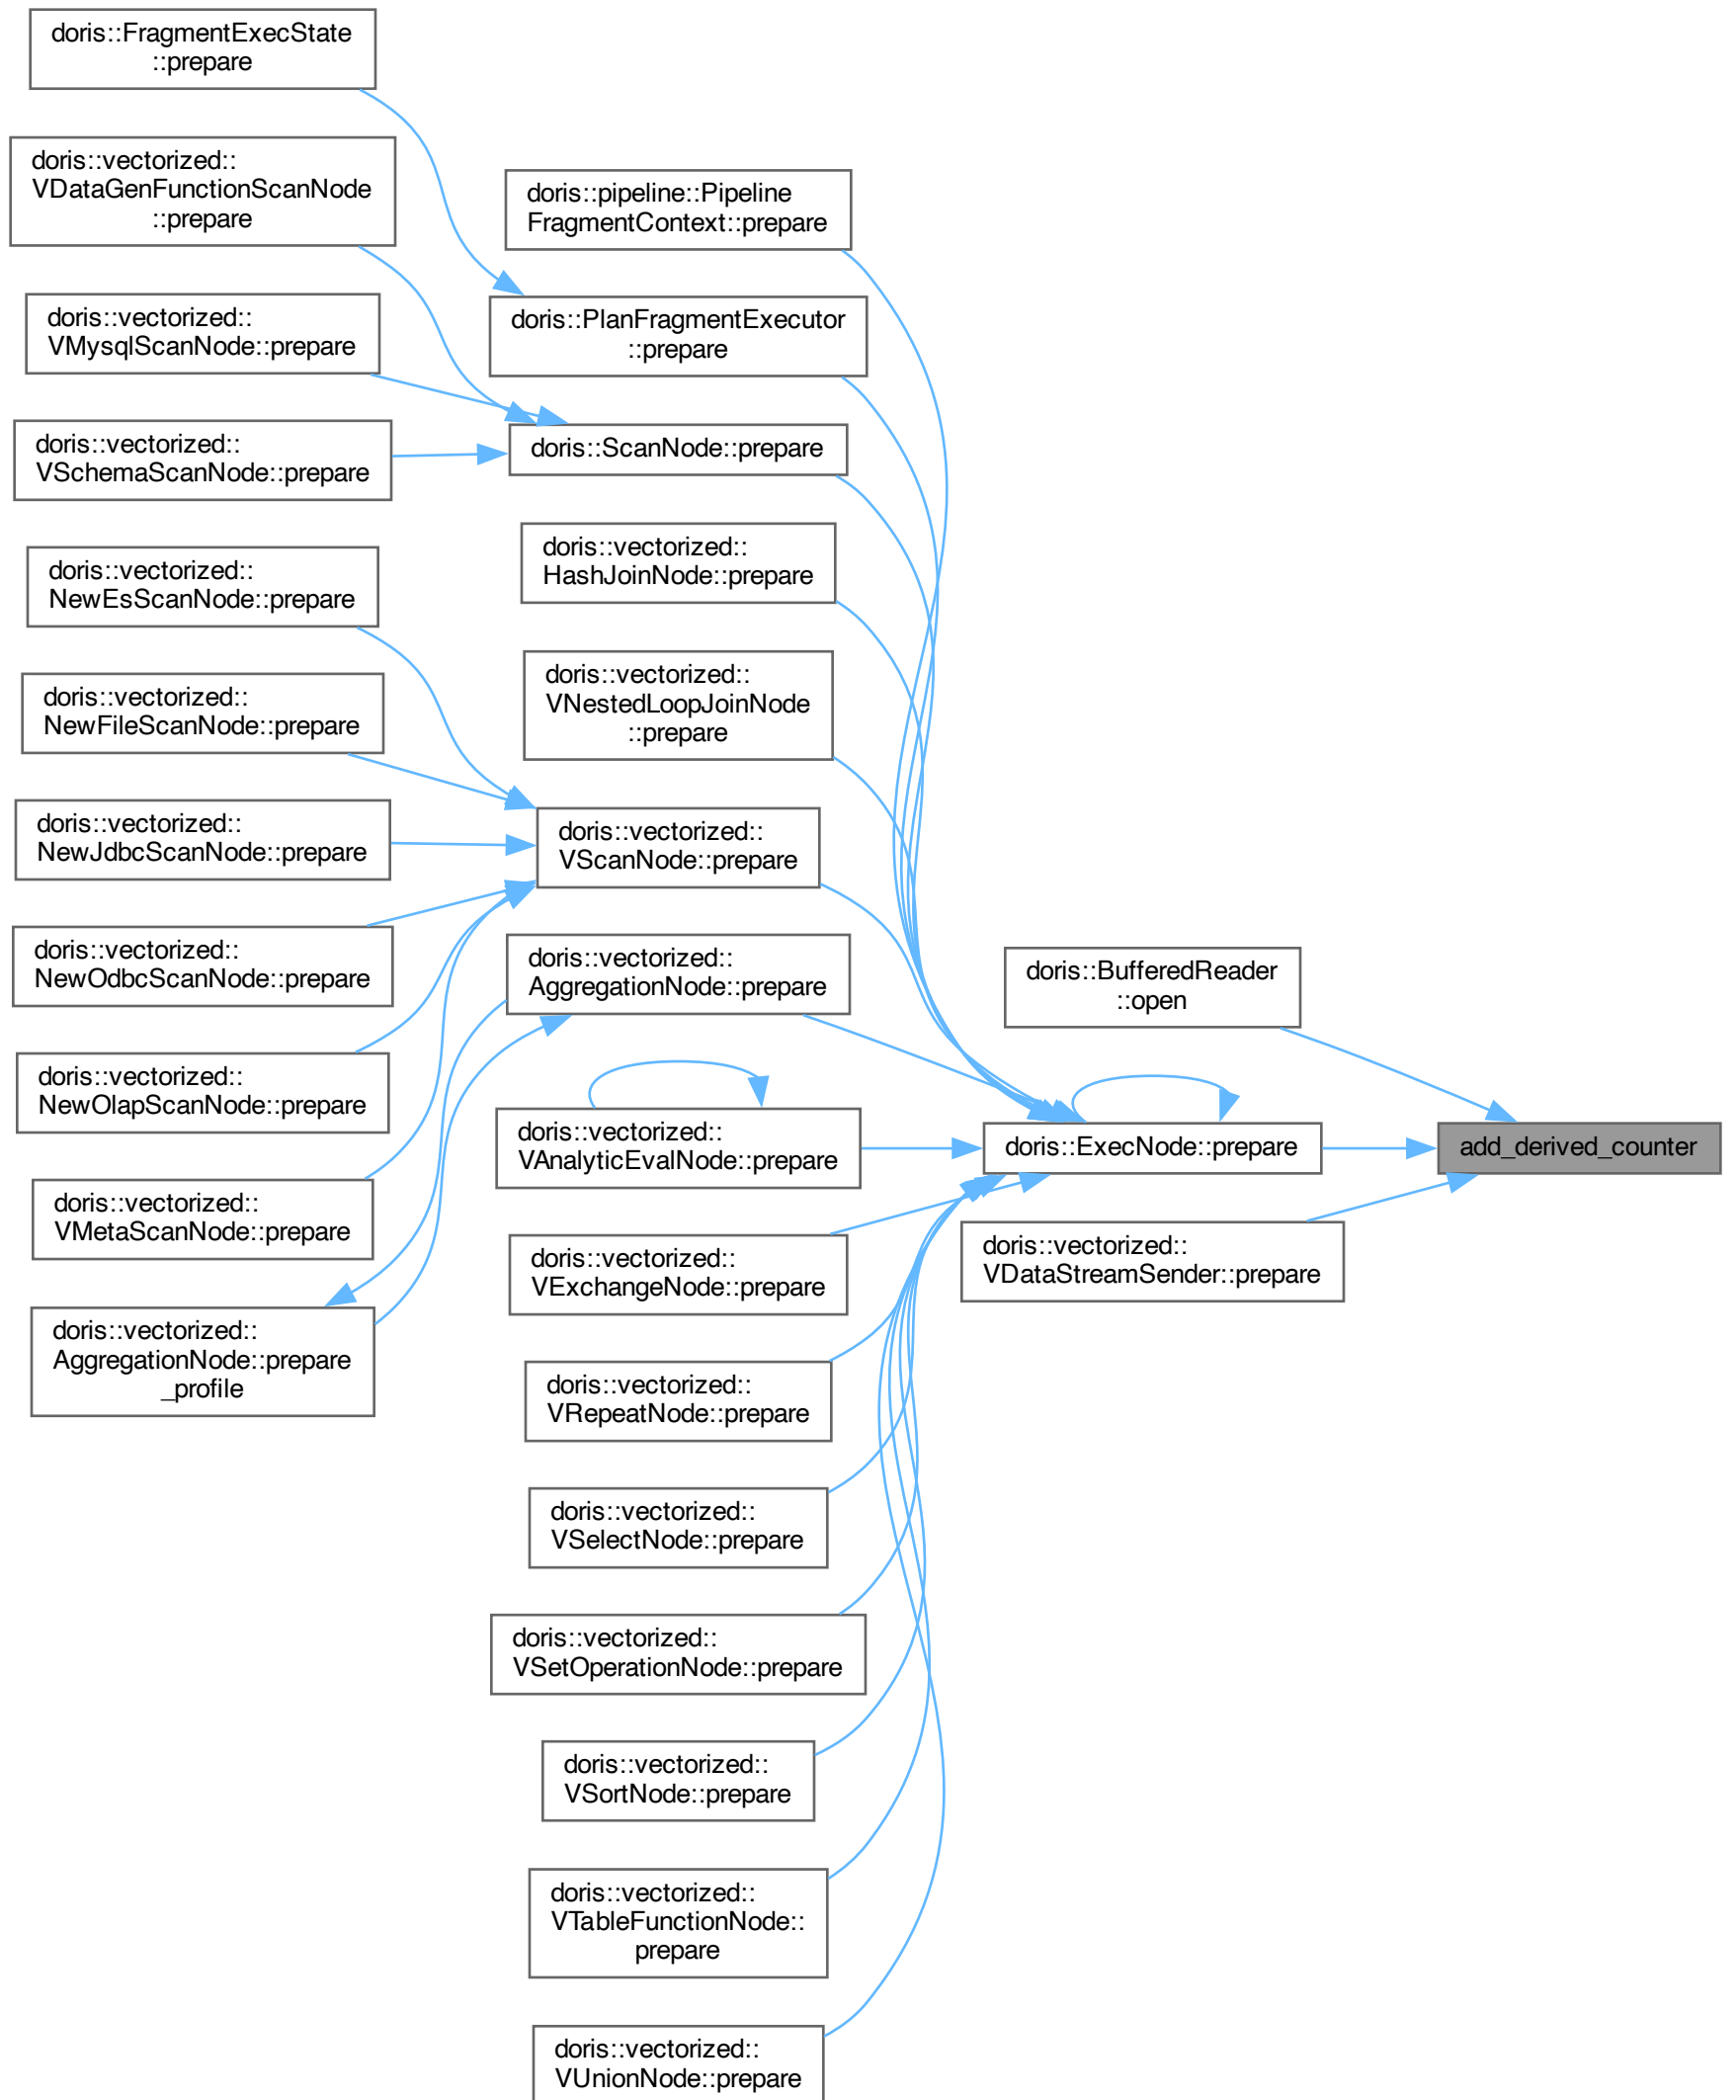 doris::FragmentExecState
::prepare
doris::vectorized::
VDataGenFunctionScanNode
::prepare
doris::vectorized::
VMysqlScanNode::prepare
doris::vectorized::
VSchemaScanNode::prepare
doris::vectorized::
NewEsScanNode::prepare
doris::vectorized::
NewFileScanNode::prepare
doris::vectorized::
NewJdbcScanNode::prepare
doris::vectorized::
NewOdbcScanNode::prepare
doris::vectorized::
NewOlapScanNode::prepare
doris::vectorized::
VMetaScanNode::prepare
doris::vectorized::
AggregationNode::prepare
_profile
doris::pipeline::Pipeline
FragmentContext::prepare
doris::PlanFragmentExecutor
::prepare
doris::ScanNode::prepare
doris::vectorized::
HashJoinNode::prepare
doris::vectorized::
VNestedLoopJoinNode
::prepare
doris::vectorized::
VScanNode::prepare
doris::vectorized::
AggregationNode::prepare
doris::vectorized::
VAnalyticEvalNode::prepare
doris::vectorized::
VExchangeNode::prepare
doris::vectorized::
VRepeatNode::prepare
doris::vectorized::
VSelectNode::prepare
doris::vectorized::
VSetOperationNode::prepare
doris::vectorized::
VSortNode::prepare
doris::vectorized::
VTableFunctionNode::
prepare
doris::vectorized::
VUnionNode::prepare
doris::BufferedReader
::open
doris::ExecNode::prepare
doris::vectorized::
VDataStreamSender::prepare
add_derived_counter